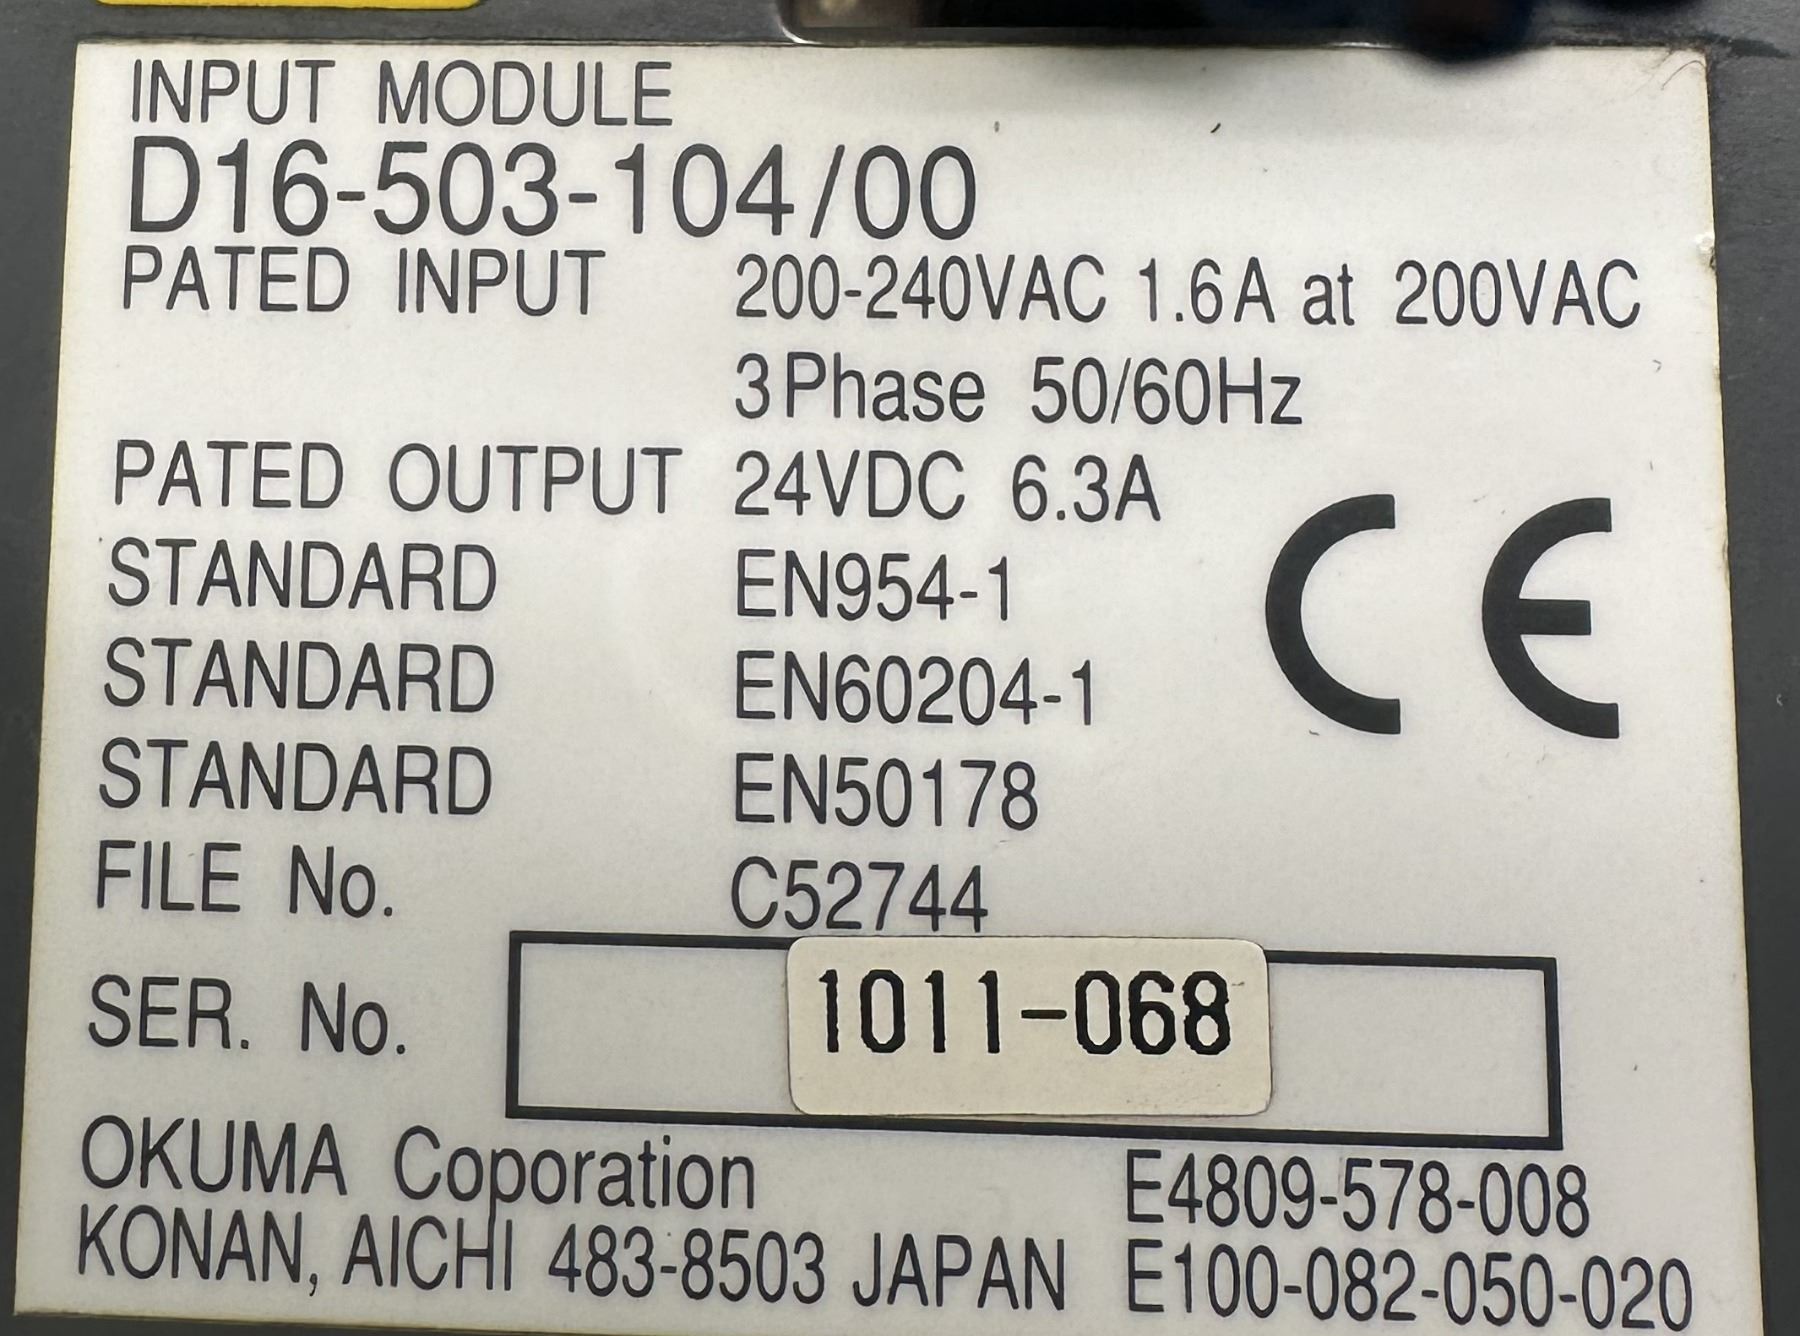 INPUT MODULE
D16-503-104/00
PATED INPUT 200-240VAC 1.6A at 200VAC
3Phase 50/60Hz
PATED OUTPUT 24VDC 6.3A
STANDARD EN954-1
STANDARD EN60204-1
STANDARD EN50178
FILE No. C52744
SER. No. 1011-068
OKUMA Coporation E4809-578-008
KONAN, AICHI 483-8503 JAPAN E100-082-050-020
CE